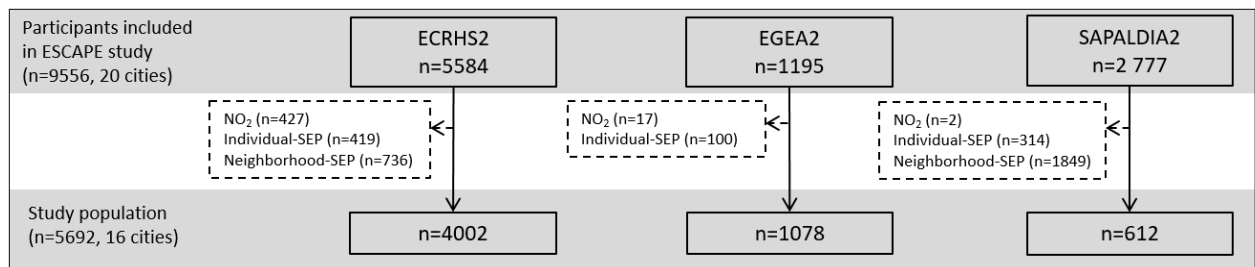 Participants included
in ESCAPE study
(n=9556, 20 cities)
ECRHS2
n=5584
EGEA2
n=1195
SAPALDIA2
n=2 777
NO₂ (n=427)
Individual-SEP (n=419)
Neighborhood-SEP (n=736)
NO₂ (n=17)
Individual-SEP (n=100)
NO₂ (n=2)
Individual-SEP (n=314)
Neighborhood-SEP (n=1849)
Study population
(n=5692, 16 cities)
n=4002
n=1078
n=612